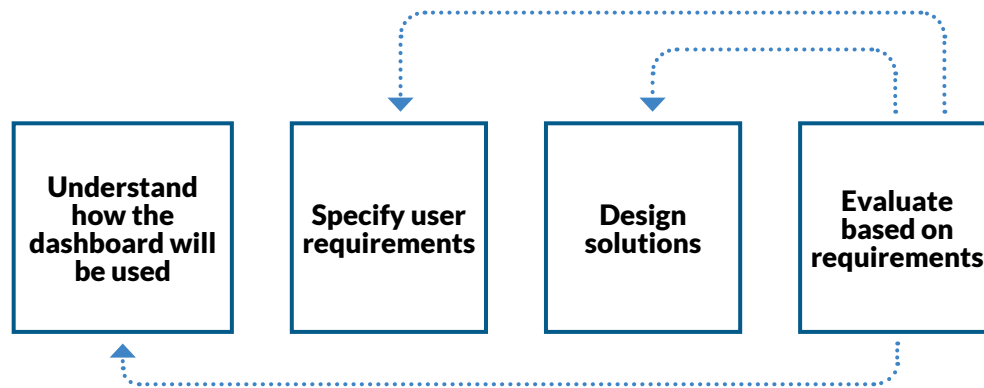 Understand
how the
dashboard will
be used
Specify user
requirements
Design
solutions
Evaluate
based on
requirements